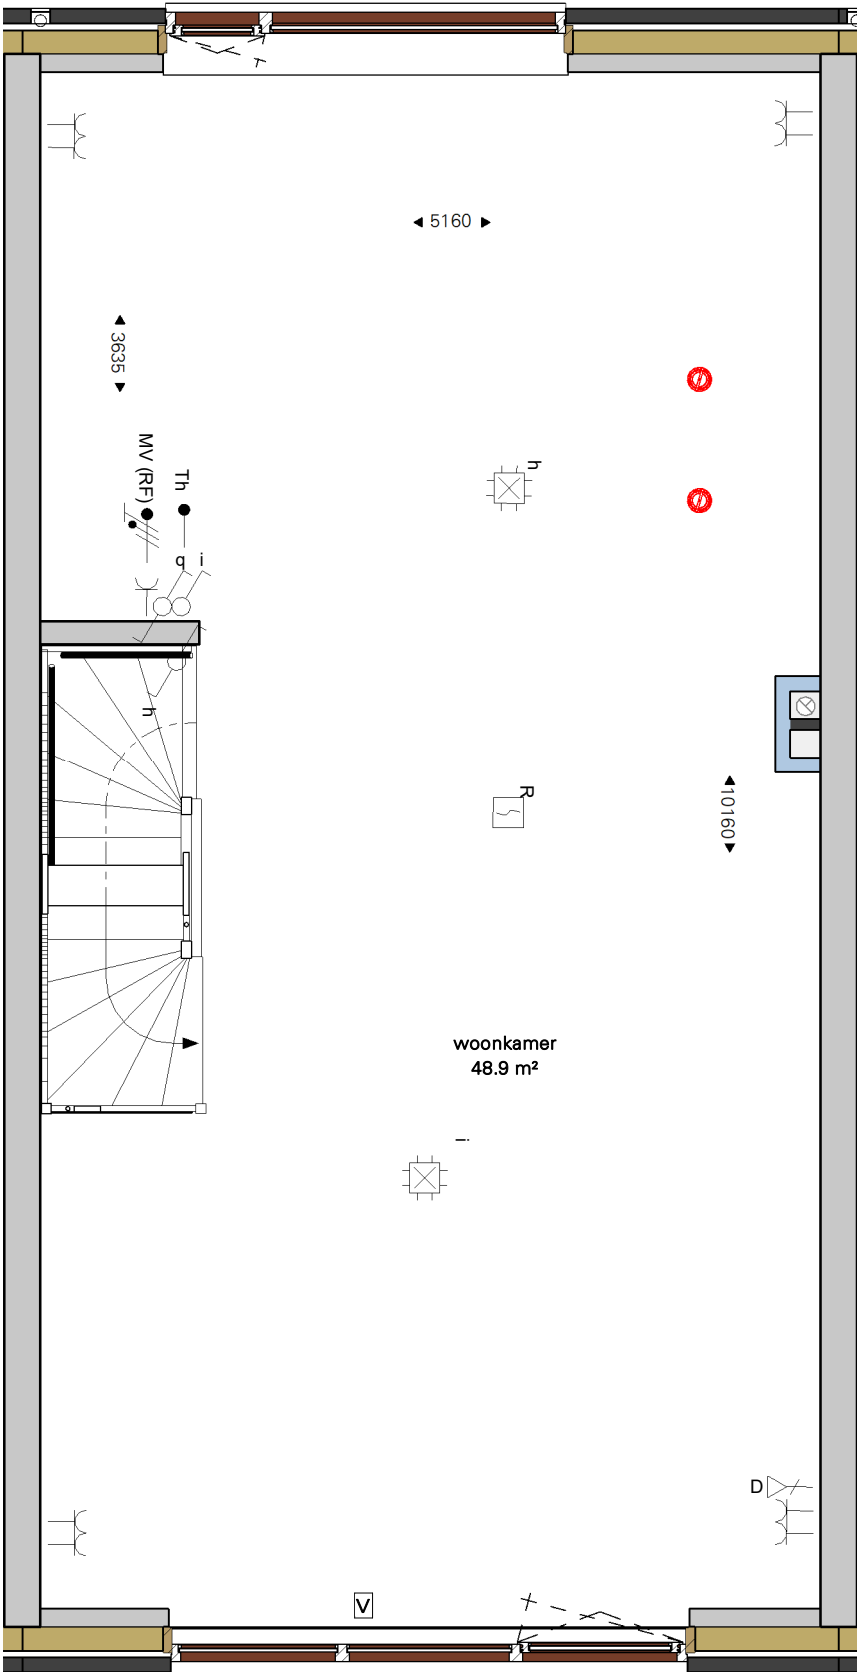 5160
3635
MV (RF)
Th
h
q i
h
R
10160
woonkamer
48.9 m²
i
D
V